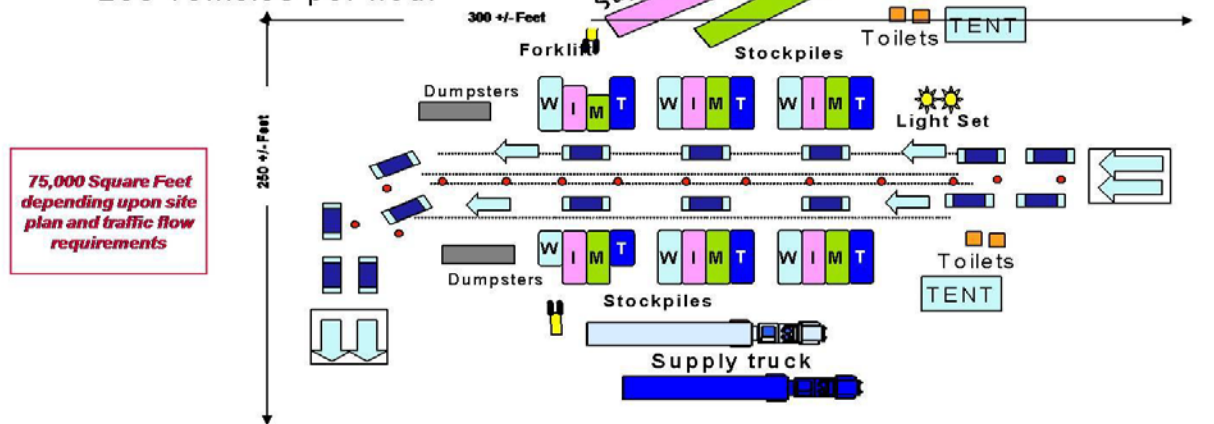 300 +/- Feet
Toilets
TENT
Forklift
Stockpiles
Dumpsters
W I M T
W I M T
W I M T
Light Set
250 +/- Feet
75,000 Square Feet
depending upon site
plan and traffic flow
requirements
W I M T
W I M T
W I M T
Dumpsters
Toilets
TENT
Stockpiles
Supply truck